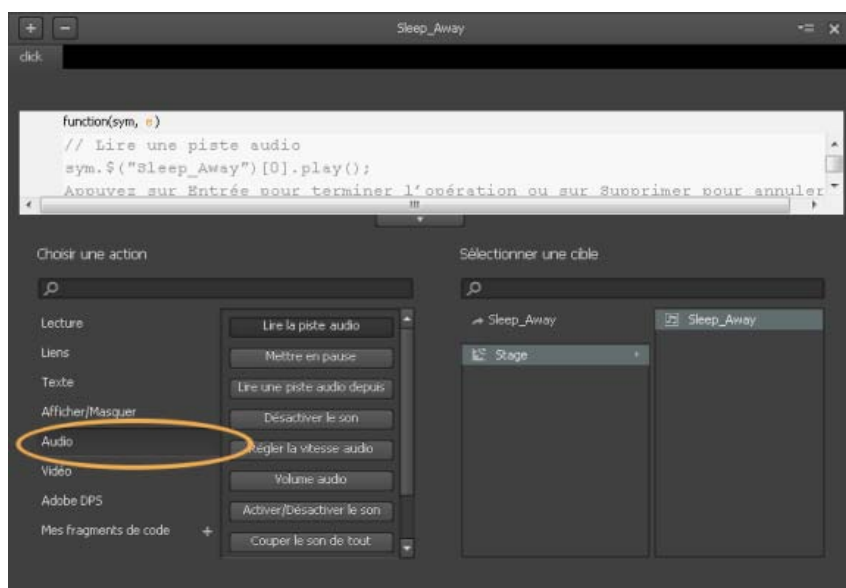 Sleep_Away
click
function(sym, e)
// Lire une piste audio
sym.$("Sleep_Away")[0].play();
Appuvez sur Entrée pour terminer l'opération ou sur Supprimer pour annuler
Choisir une action
Lecture
Liens
Texte
Afficher/Masquer
Audio
Vidéo
Adobe DPS
Mes fragments de code +
Lire la piste audio
Mettre en pause
Lire une piste audio depuis
Désactiver le son
Régler la vitesse audio
Volume audio
Activer/Désactiver le son
Couper le son de tout
Sélectionner une cible
Sleep_Away
Stage
Sleep_Away